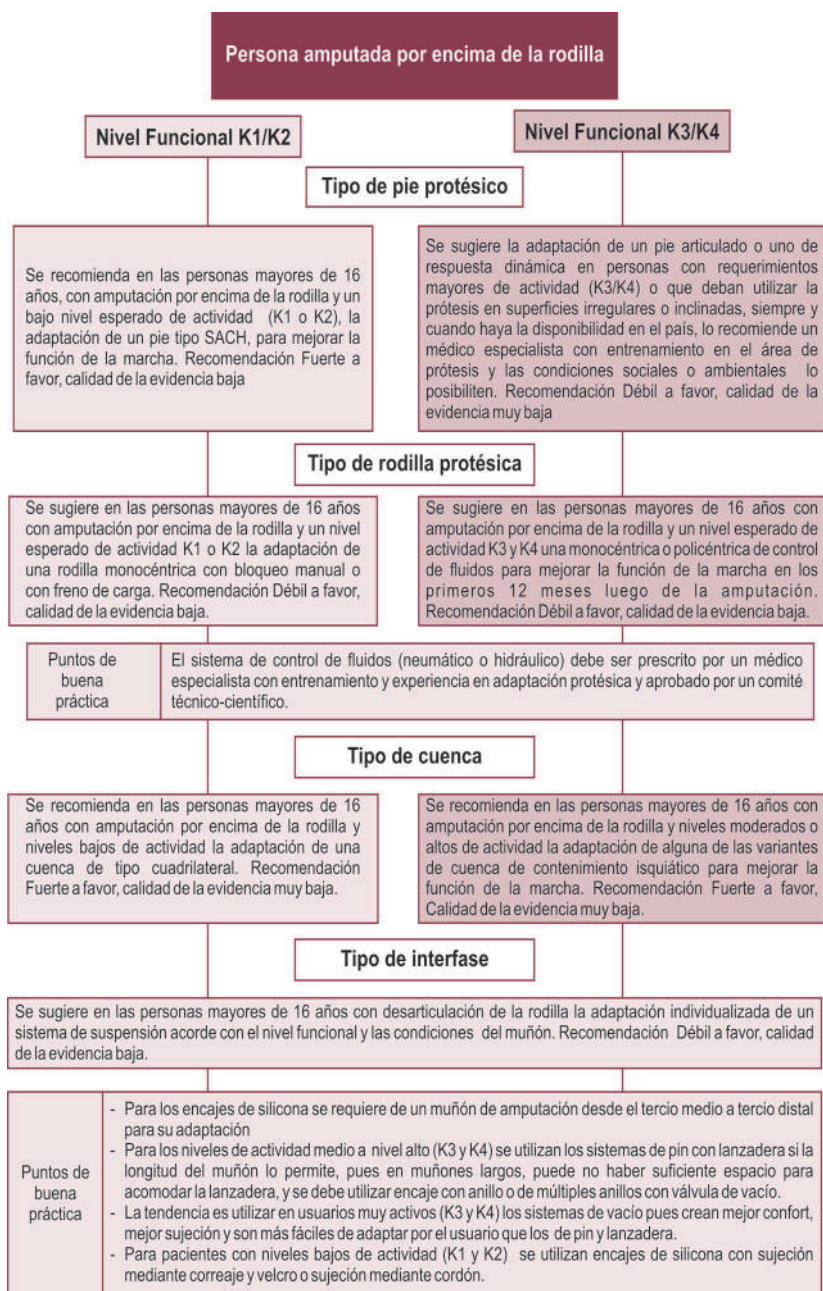 Persona amputada por encima de la rodilla
Nivel Funcional K1/K2
Nivel Funcional K3/K4
Tipo de pie protésico
Se recomienda en las personas mayores de 16
años, con amputación por encima de la rodilla y un
bajo nivel esperado de actividad (K1 o K2), la
adaptación de un pie tipo SACH, para mejorar la
función de la marcha. Recomendación Fuerte a
favor, calidad de la evidencia baja
Se sugiere la adaptación de un pie articulado o uno de
respuesta dinámica en personas con requerimientos
mayores de actividad (K3/K4) o que deban utilizar la
prótesis en superficies irregulares o inclinadas, siempre y
cuando haya la disponibilidad en el país, lo recomiende un
médico especialista con entrenamiento en el área de
prótesis y las condiciones sociales o ambientales lo
posibiliten. Recomendación Débil a favor, calidad de la
evidencia muy baja
Tipo de rodilla protésica
Se sugiere en las personas mayores de 16 años
con amputación por encima de la rodilla y un nivel
esperado de actividad K1 o K2 la adaptación de
una rodilla monocéntrica con bloqueo manual o
con freno de carga. Recomendación Débil a favor,
calidad de la evidencia baja.
Se sugiere en las personas mayores de 16 años con
amputación por encima de la rodilla y un nivel esperado de
actividad K3 y K4 una monocéntrica o policéntrica de control
de fluidos para mejorar la función de la marcha en los
primeros 12 meses luego de la amputación.
Recomendación Débil a favor, calidad de la evidencia baja.
Puntos de
buena
práctica
El sistema de control de fluidos (neumático o hidráulico) debe ser prescrito por un médico
especialista con entrenamiento y experiencia en adaptación protésica y aprobado por un comité
técnico-científico.
Tipo de cuenca
Se recomienda en las personas mayores de 16
años con amputación por encima de la rodilla y
niveles bajos de actividad la adaptación de una
cuenca de tipo cuadrilateral. Recomendación
Fuerte a favor, calidad de la evidencia muy baja.
Se recomienda en las personas mayores de 16 años con
amputación por encima de la rodilla y niveles moderados o
altos de actividad la adaptación de alguna de las variantes
de cuenca de contenimiento isquiático para mejorar la
función de la marcha. Recomendación Fuerte a favor,
Calidad de la evidencia muy baja.
Tipo de interfase
Se sugiere en las personas mayores de 16 años con desarticulación de la rodilla la adaptación individualizada de un
sistema de suspensión acorde con el nivel funcional y las condiciones del muñón. Recomendación Débil a favor, calidad
de la evidencia baja.
Puntos de
buena
práctica
- Para los encajes de silicona se requiere de un muñón de amputación desde el tercio medio a tercio distal
para su adaptación
- Para los niveles de actividad medio a nivel alto (K3 y K4) se utilizan los sistemas de pin con lanzadera si la
longitud del muñón lo permite, pues en muñones largos, puede no haber suficiente espacio para
acomodar la lanzadera, y se debe utilizar encaje con anillo o de múltiples anillos con válvula de vacío.
- La tendencia es utilizar en usuarios muy activos (K3 y K4) los sistemas de vacío pues crean mejor confort,
mejor sujeción y son más fáciles de adaptar por el usuario que los de pin y lanzadera.
- Para pacientes con niveles bajos de actividad (K1 y K2) se utilizan encajes de silicona con sujeción
mediante correaje y velcro o sujeción mediante cordón.